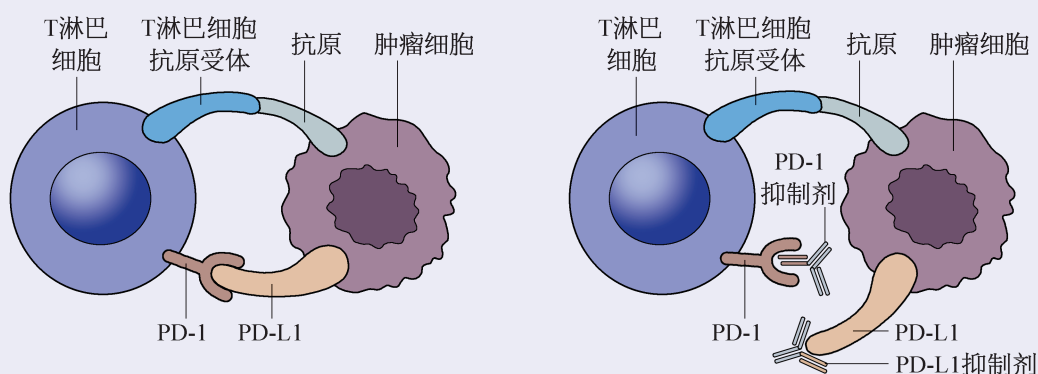 T淋巴
细胞
T淋巴细胞
抗原受体
抗原
肿瘤细胞
PD-1
PD-L1
T淋巴
细胞
T淋巴细胞
抗原受体
抗原
肿瘤细胞
PD-1
抑制剂
PD-1
PD-L1
PD-L1抑制剂